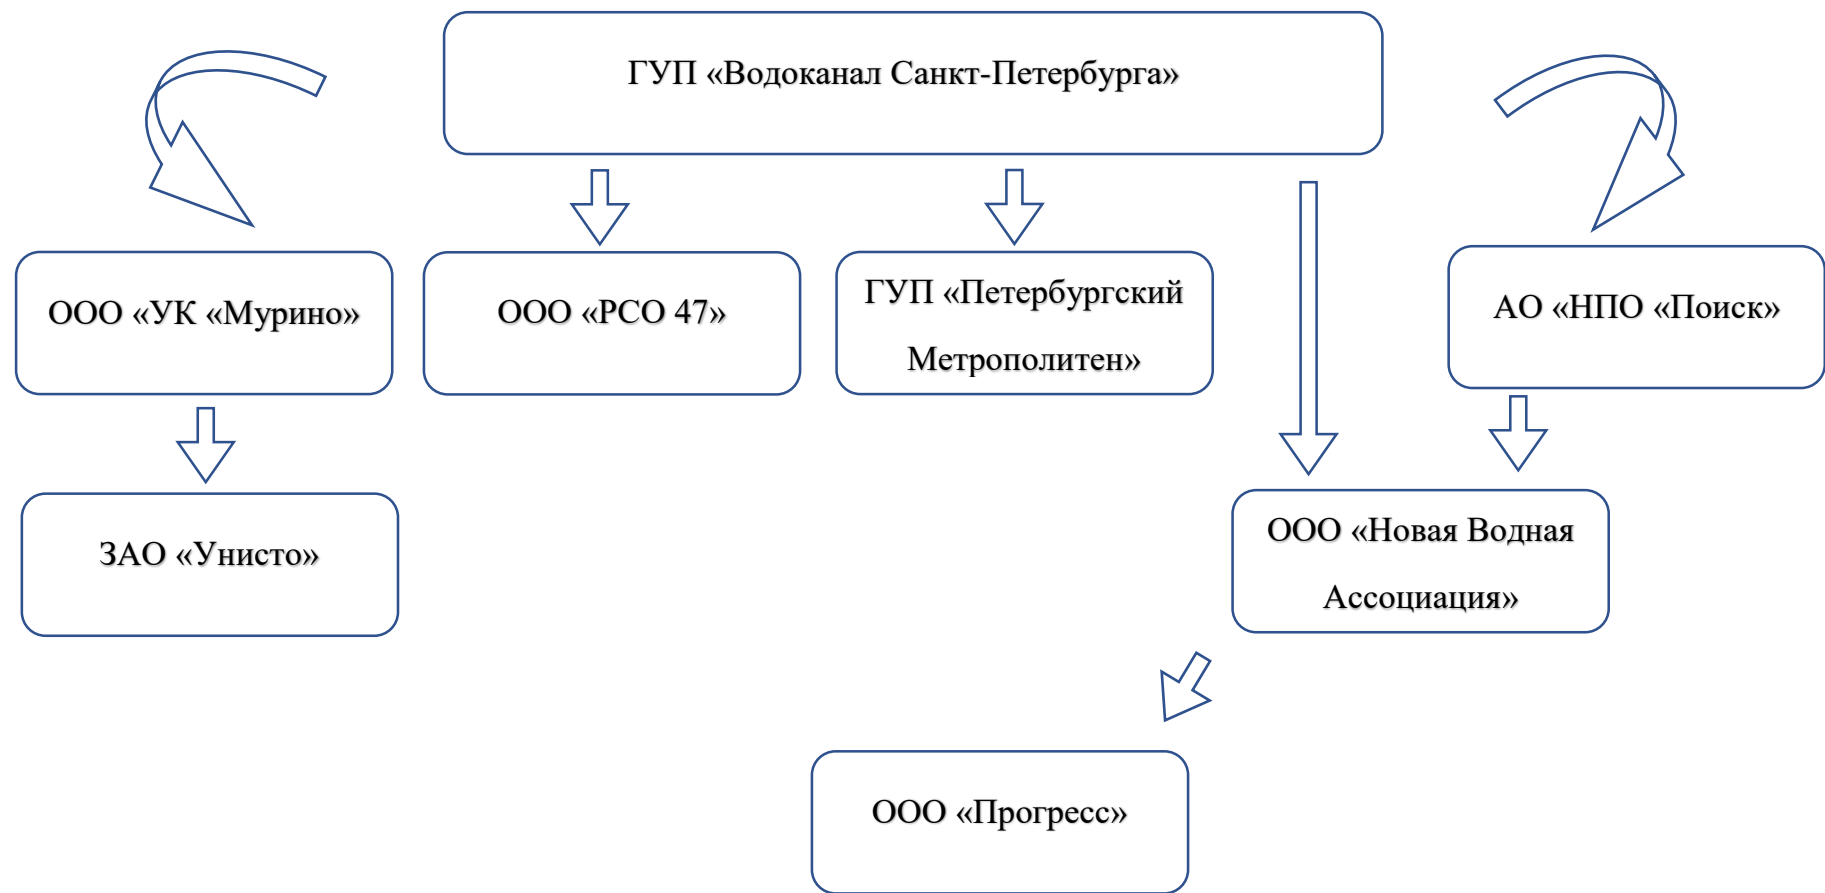 ГУП «Водоканал Санкт-Петербурга»
ООО «УК «Мурино»
ООО «РСО 47»
ГУП «Петербургский
Метрополитен»
АО «НПО «Поиск»
ЗАО «Унисто»
ООО «Новая Водная
Ассоциация»
ООО «Прогресс»